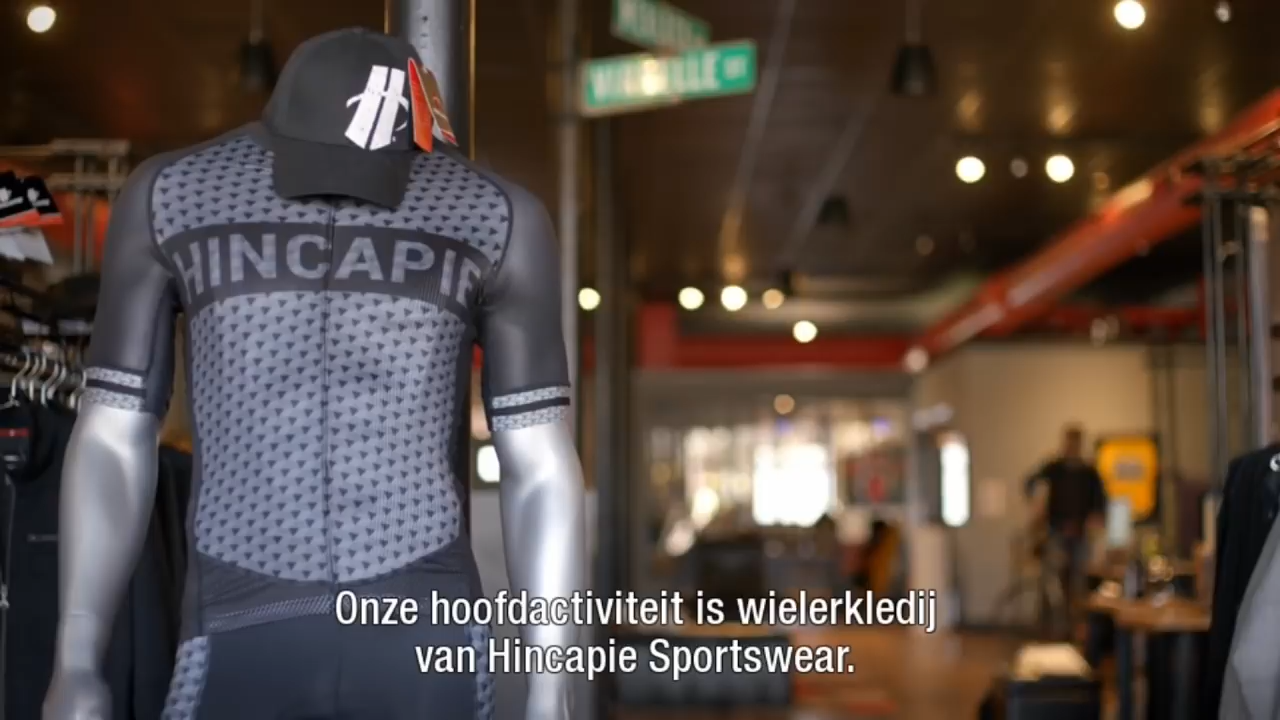 HINCAPIE
Onze hoofdactiviteit is wielerkledij
van Hincapie Sportswear.